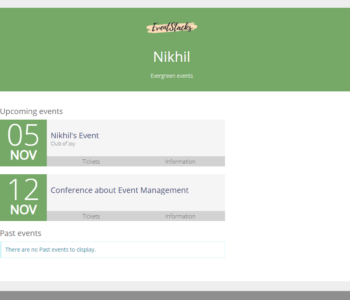 EventStacks
Nikhil
Evergreen events
Upcoming events
05
NOV
Nikhil's Event
Club of Joy
Tickets
Information
12
NOV
Conference about Event Management
Tickets
Information
Past events
There are no Past events to display.